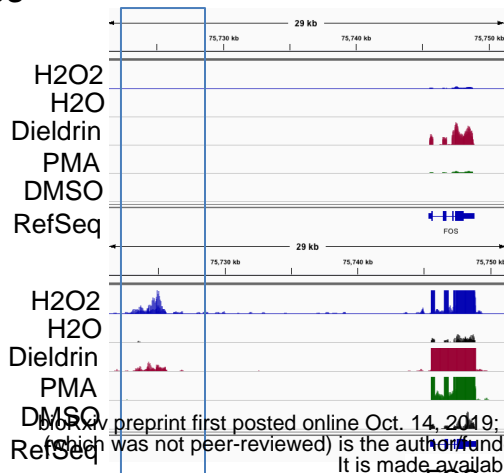 29 kb
75,730 kb 75,740 kb 75,750 kb
H2O2
H2O
Dieldrin
PMA
DMSO
RefSeq
FOS
29 kb
75,730 kb 75,740 kb 75,750 kb
H2O2
H2O
Dieldrin
PMA
DMSO
bioRxiv preprint first posted online Oct. 14, 2019;
RefSeq
(which was not peer-reviewed) is the author/fund
It is made availab